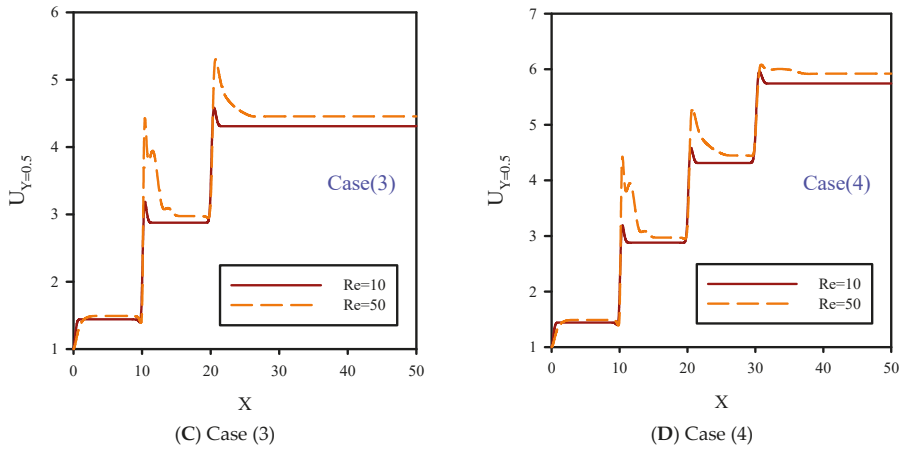 6
5
4
3
2
1
U_{Y=0.5}
Case(3)
Re=10
Re=50
0
10
20
30
40
50
X
(C) Case (3)
7
6
5
4
3
2
1
U_{Y=0.5}
Case(4)
Re=10
Re=50
0
10
20
30
40
50
X
(D) Case (4)